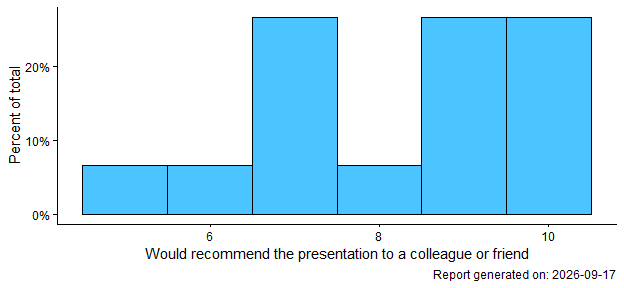 Percent of total
20%
10%
0%
6
8
10
Would recommend the presentation to a colleague or friend
Report generated on: 2026-09-17